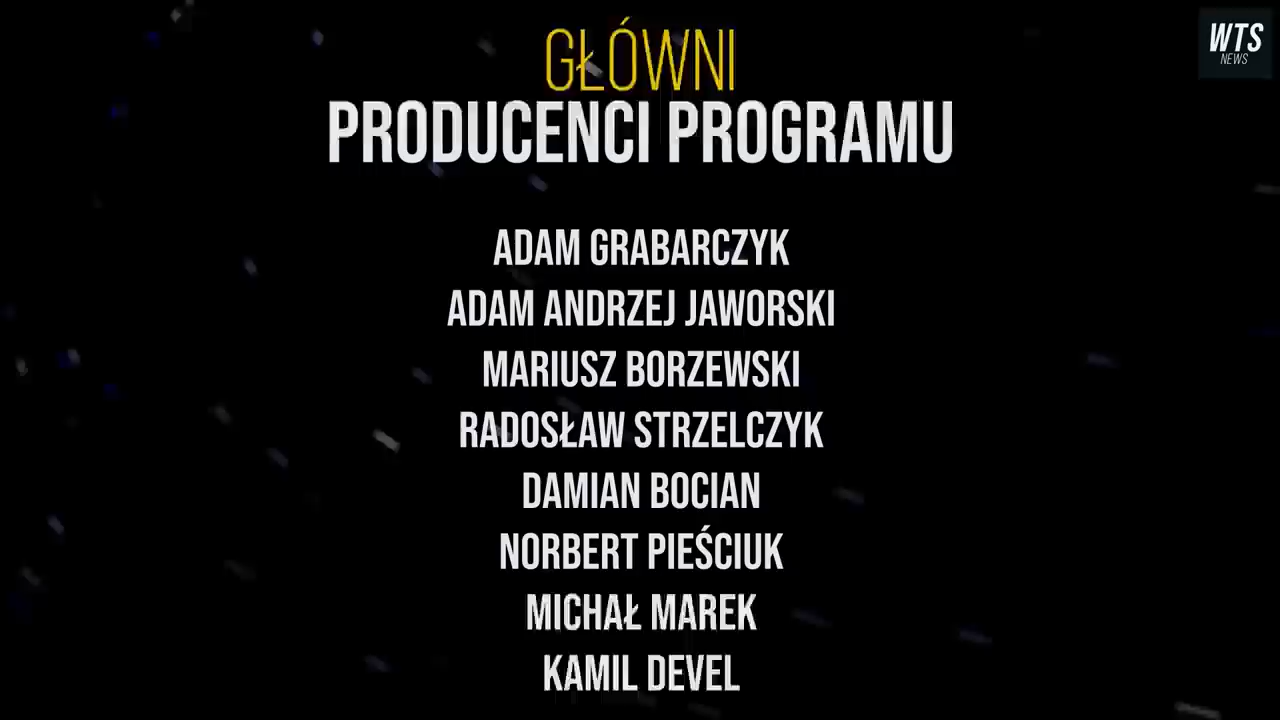 GŁÓWNI
PRODUCENCI PROGRAMU
WTS
NEWS
ADAM GRABARCZYK
ADAM ANDRZEJ JAWORSKI
MARIUSZ BORZEWSKI
RADOSŁAW STRZELCZYK
DAMIAN BOCIAN
NORBERT PIEŚCIUK
MICHAŁ MAREK
KAMIL DEVEL